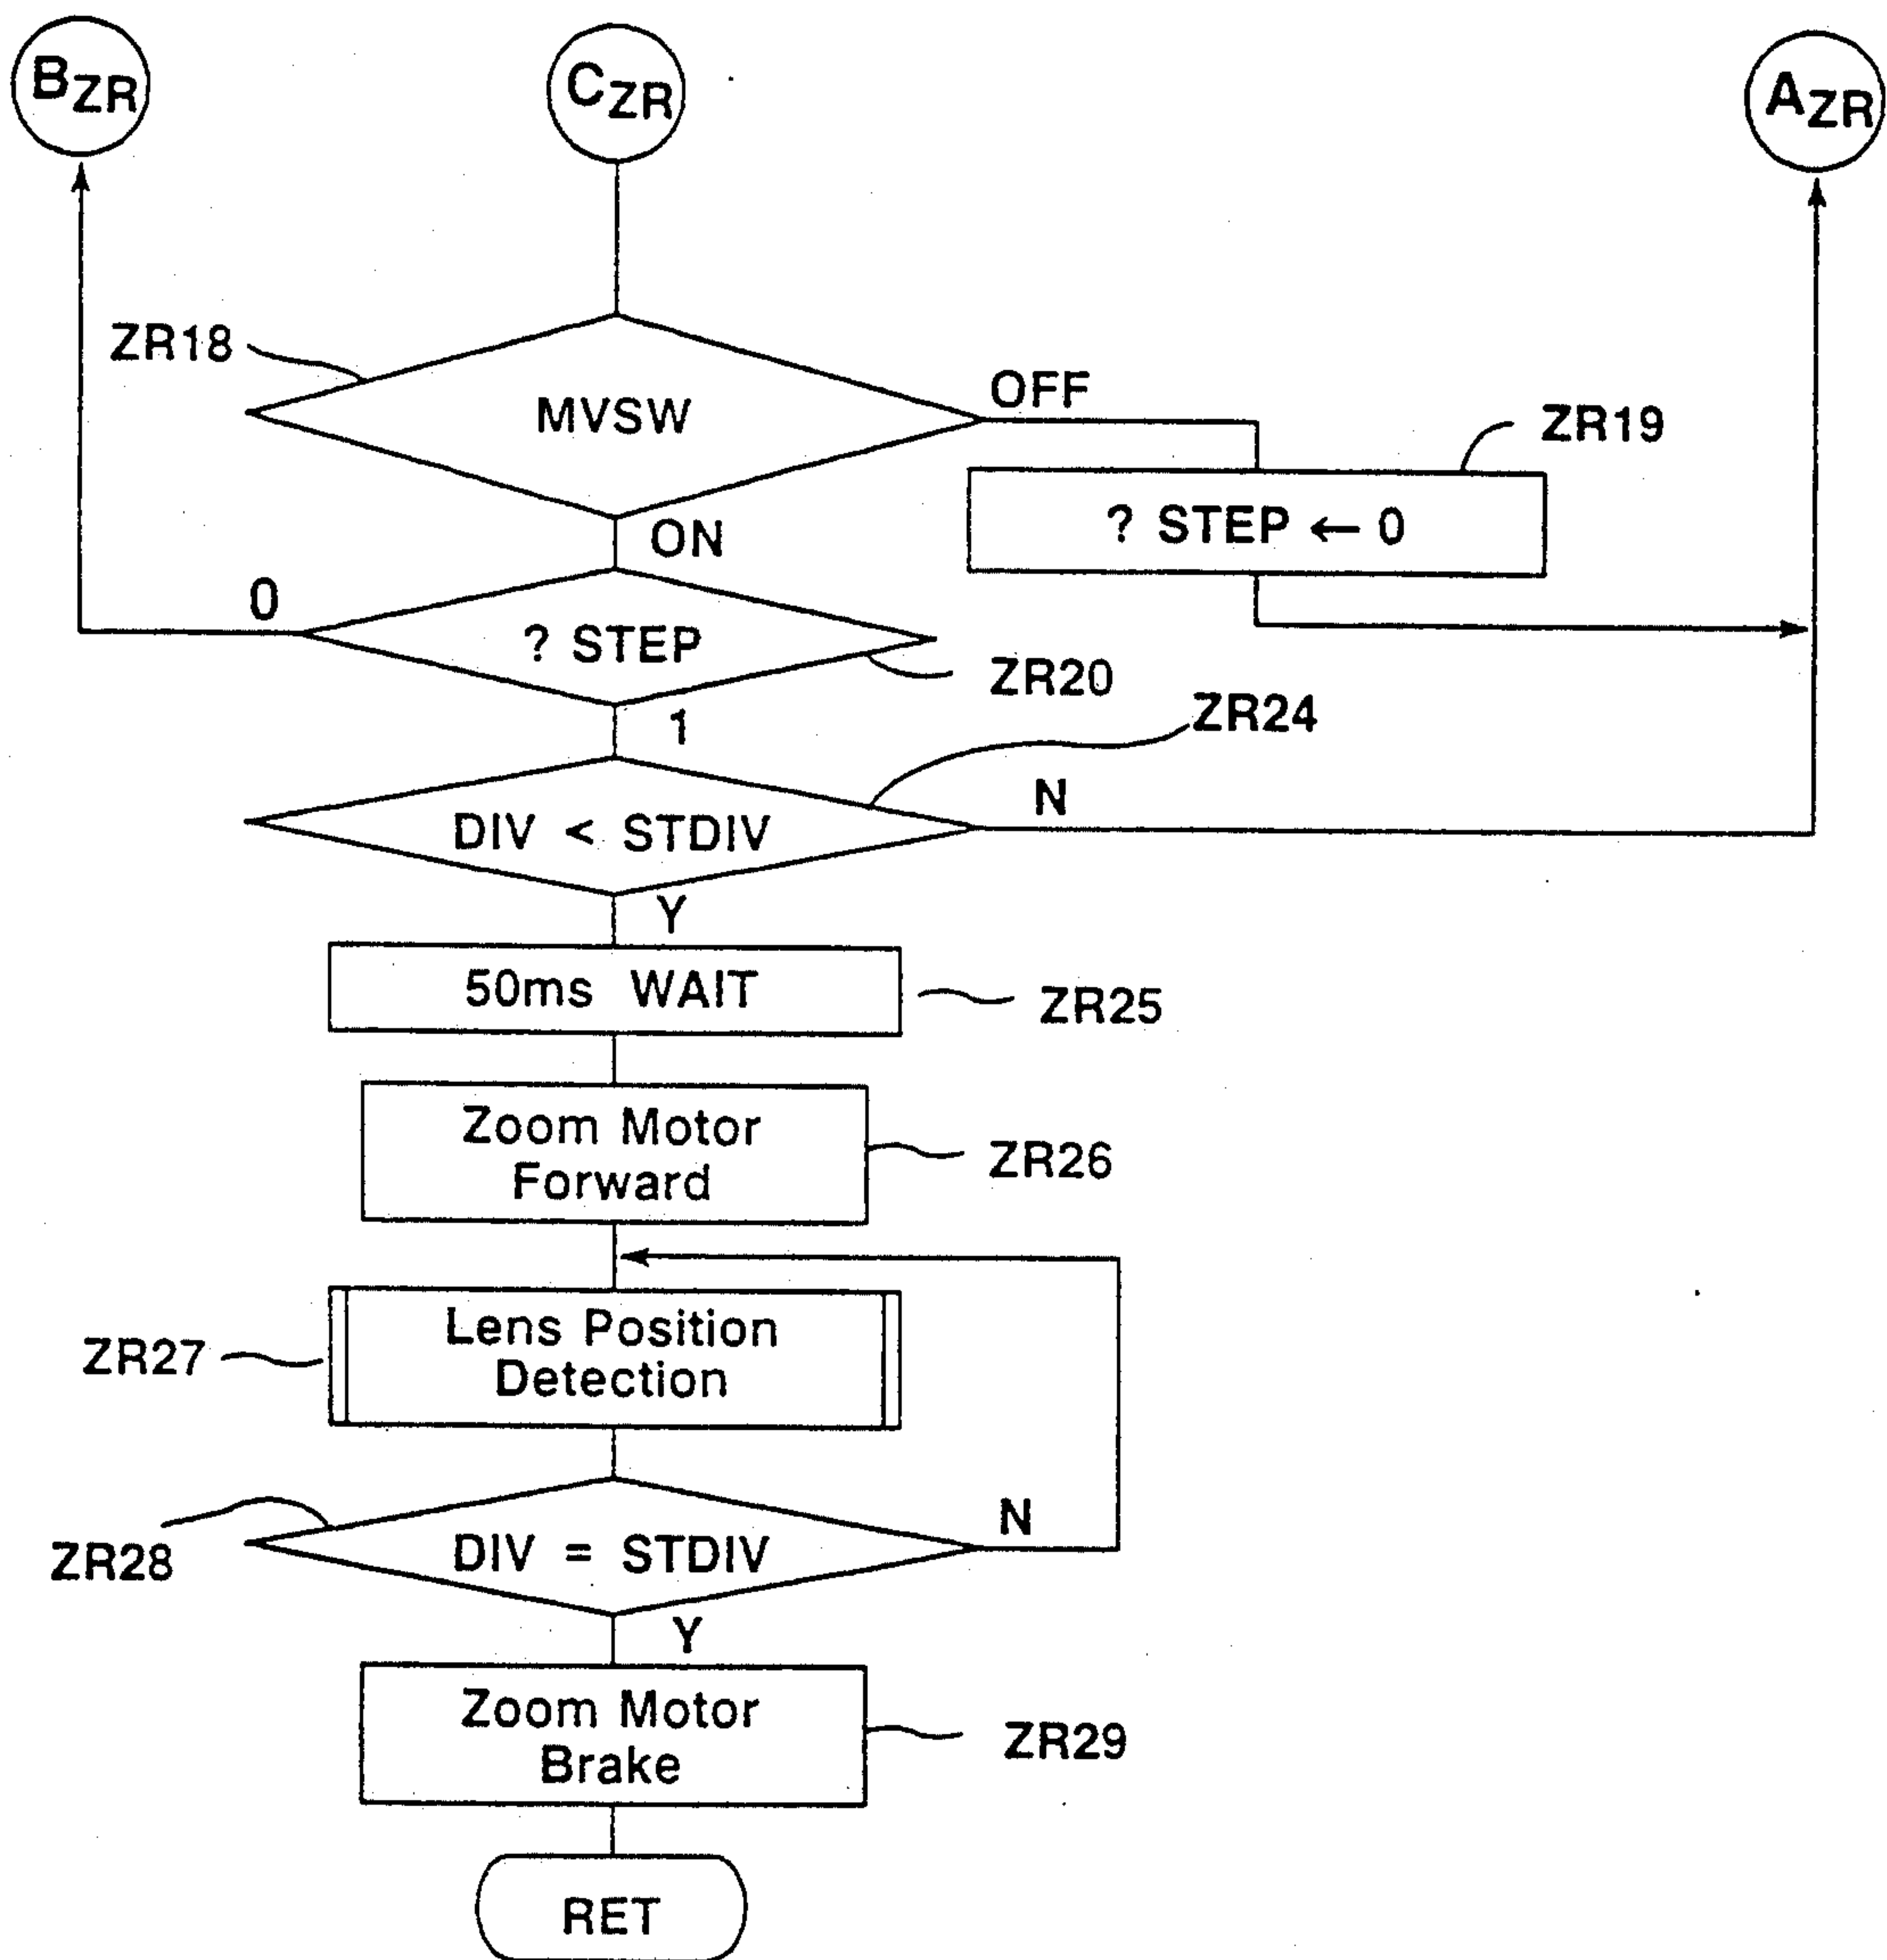 BZR
CZR
AZR
ZR18
MVSW
OFF
ZR19
? STEP ← 0
ON
0
? STEP
ZR20
1
ZR24
DIV < STDIV
N
Y
50ms WAIT
ZR25
Zoom Motor
Forward
ZR26
Lens Position
Detection
ZR27
N
DIV = STDIV
ZR28
Y
Zoom Motor
Brake
ZR29
RET